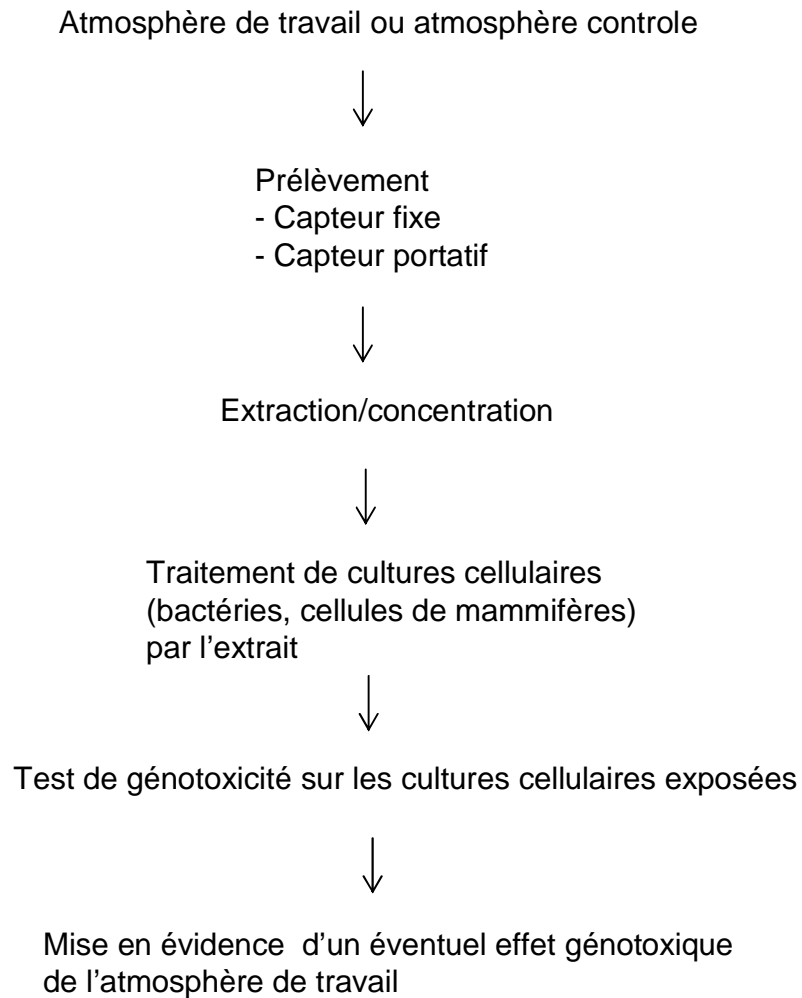 Atmosphère de travail ou atmosphère controle
Prélèvement
- Capteur fixe
- Capteur portatif
Extraction/concentration
Traitement de cultures cellulaires
(bactéries, cellules de mammifères)
par l'extrait
Test de génotoxicité sur les cultures cellulaires exposées
Mise en évidence d'un éventuel effet génotoxique
de l'atmosphère de travail